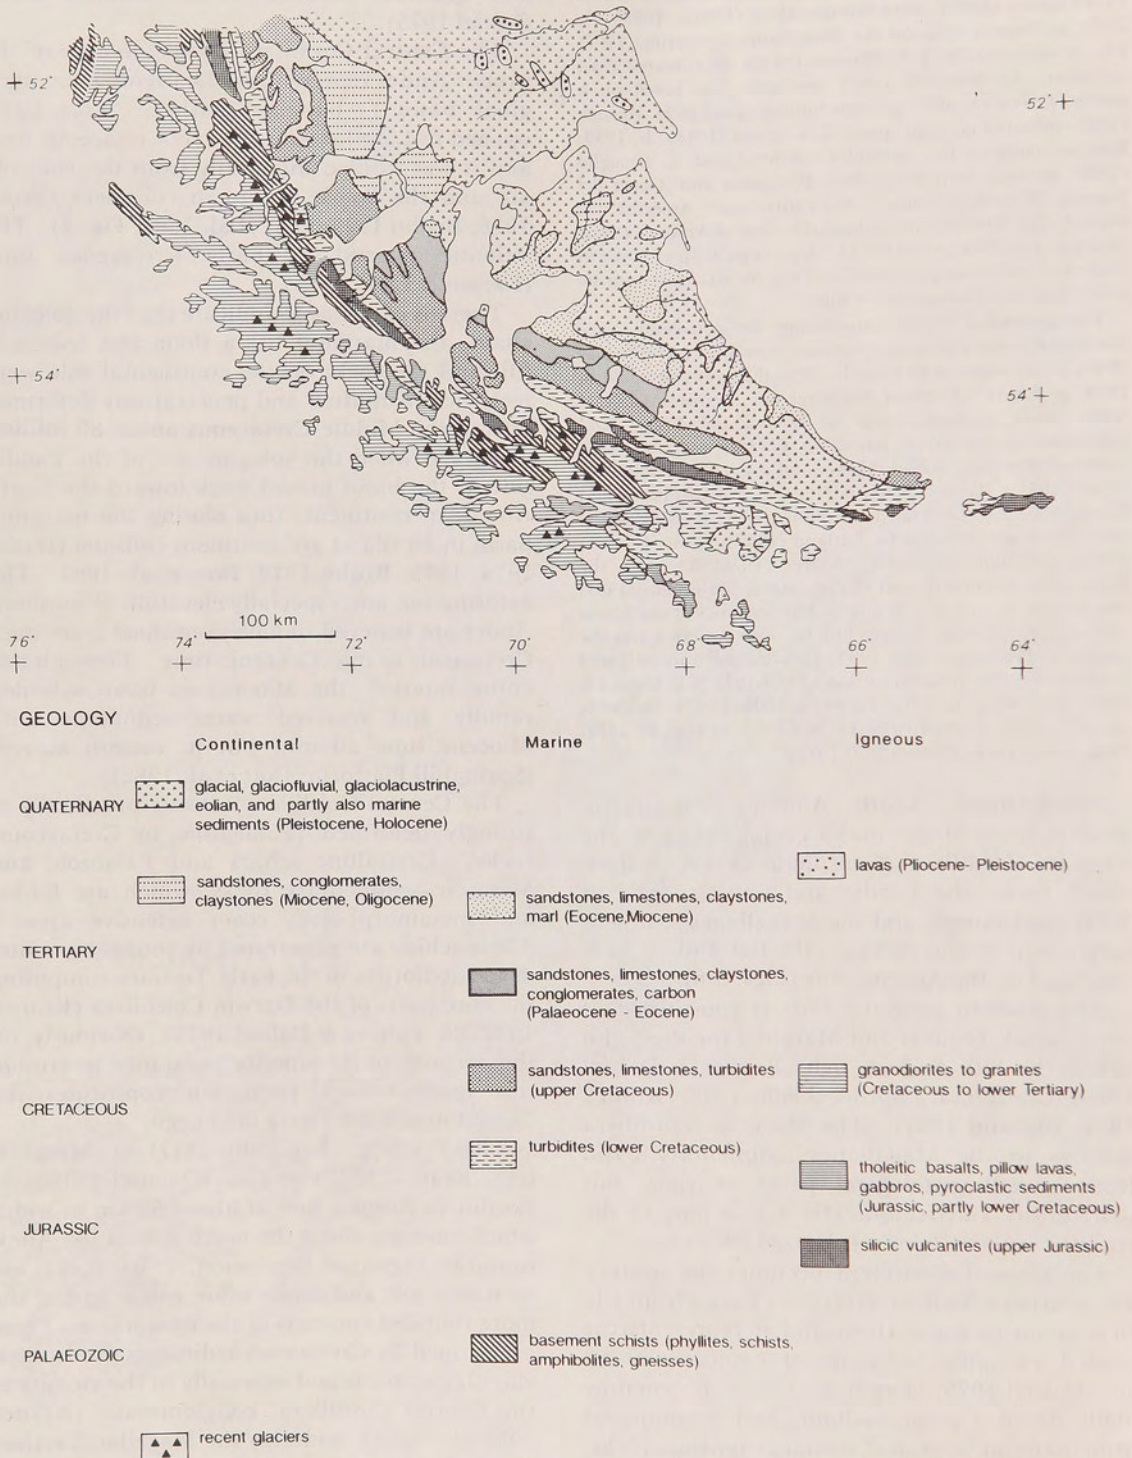 52°
52°
54°
54°
100 km
76°
74°
72°
70°
68°
66°
64°
GEOLOGY
Continental
Marine
Igneous
QUATERNARY
glacial, glaciofluvial, glaciolacustrine,
eolian, and partly also marine
sediments (Pleistocene, Holocene)
lavas (Pliocene- Pleistocene)
sandstones, conglomerates,
claystones (Miocene, Oligocene)
sandstones, limestones, claystones,
marl (Eocene,Miocene)
TERTIARY
sandstones, limestones, claystones,
conglomerates, carbon
(Palaeocene - Eocene)
sandstones, limestones, turbidites
(upper Cretaceous)
granodiorites to granites
(Cretaceous to lower Tertiary)
CRETACEOUS
turbidites (lower Cretaceous)
tholeitic basalts, pillow lavas,
gabbros, pyroclastic sediments
(Jurassic, partly lower Cretaceous)
JURASSIC
silicic vulcanites (upper Jurassic)
PALAEOZOIC
basement schists (phyllites, schists,
amphibolites, gneisses)
recent glaciers